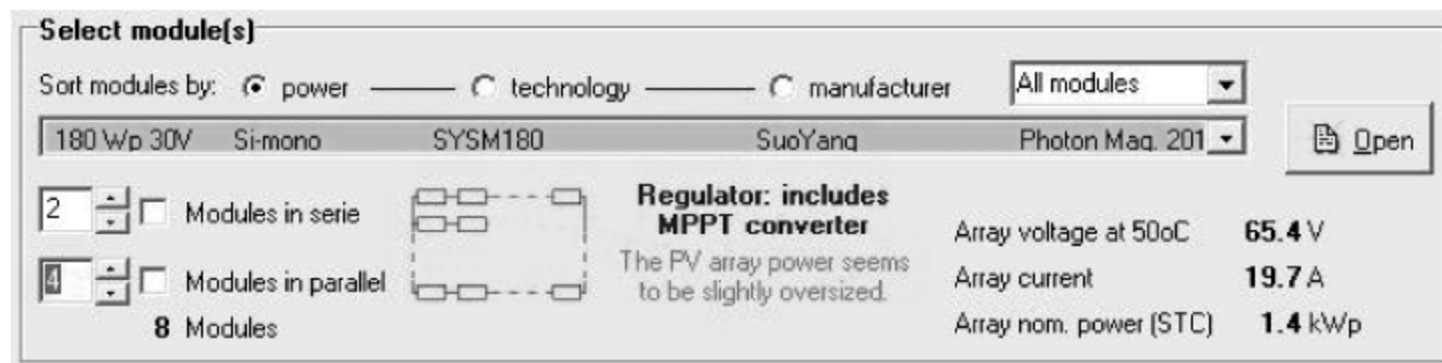 Select module(s)
Sort modules by: power technology manufacturer All modules
180 Wp 30V Si-mono SYSM180 SuoYang Photon Mag. 201
Open
2 Modules in serie
4 Modules in parallel
8 Modules
Regulator: includes
MPPT converter
The PV array power seems
to be slightly oversized.
Array voltage at 50oC 65.4 V
Array current 19.7 A
Array nom. power (STC) 1.4 kWp